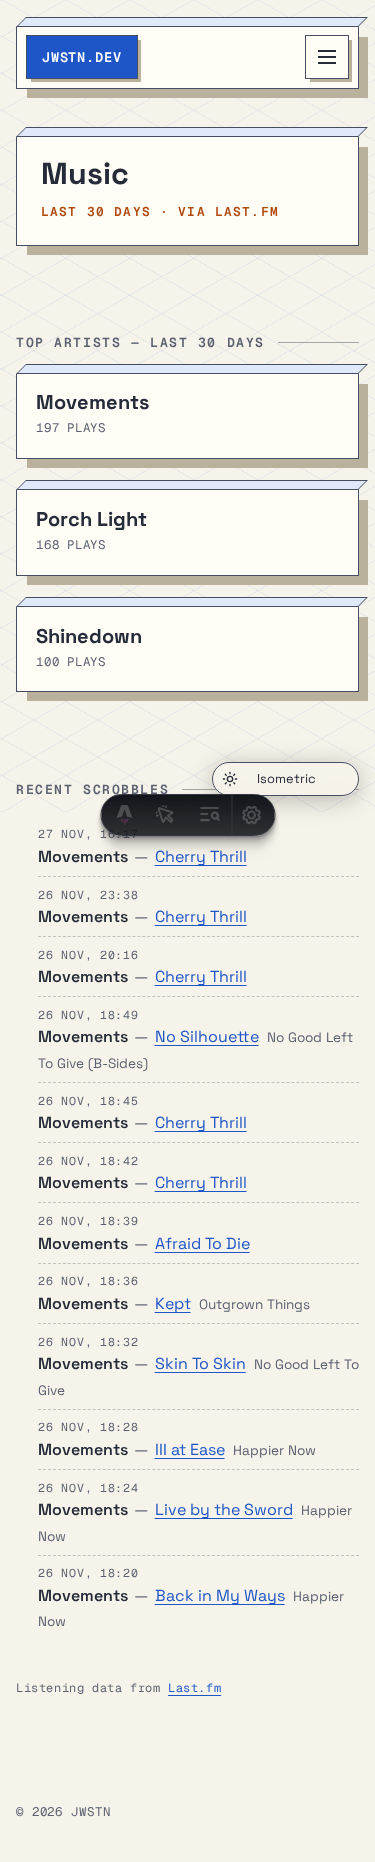 JWSTN.DEV
Music
LAST 30 DAYS · VIA LAST.FM
TOP ARTISTS — LAST 30 DAYS
Movements
197 PLAYS
Porch Light
168 PLAYS
Shinedown
100 PLAYS
Isometric
RECENT SCROBBLES
27 NOV, 16:17
Movements — Cherry Thrill
26 NOV, 23:38
Movements — Cherry Thrill
26 NOV, 20:16
Movements — Cherry Thrill
26 NOV, 18:49
Movements — No Silhouette No Good Left
To Give (B-Sides)
26 NOV, 18:45
Movements — Cherry Thrill
26 NOV, 18:42
Movements — Cherry Thrill
26 NOV, 18:39
Movements — Afraid To Die
26 NOV, 18:36
Movements — Kept Outgrown Things
26 NOV, 18:32
Movements — Skin To Skin No Good Left To
Give
26 NOV, 18:28
Movements — Ill at Ease Happier Now
26 NOV, 18:24
Movements — Live by the Sword Happier
Now
26 NOV, 18:20
Movements — Back in My Ways Happier
Now
Listening data from Last.fm
© 2026 JWSTN